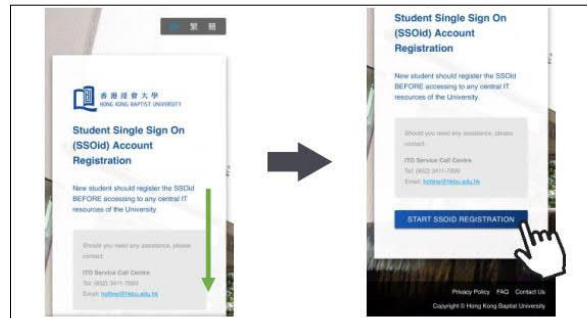 繁 簡
香港浸會大學
HONG KONG BAPTIST UNIVERSITY
Student Single Sign On
(SSOid) Account
Registration
New student should register the SSOid
BEFORE accessing to any central IT
resources of the University.
Should you need any assistance, please
contact:
ITO Service Call Centre
Tel: (852) 3411-7899
Email: hotline@hkbu.edu.hk
Student Single Sign On
(SSOid) Account
Registration
New student should register the SSOid
BEFORE accessing to any central IT
resources of the University.
Should you need any assistance, please
contact:
ITO Service Call Centre
Tel: (852) 3411-7899
Email: hotline@hkbu.edu.hk
START SSOID REGISTRATION
Privacy Policy FAQ Contact Us
Copyright © Hong Kong Baptist University